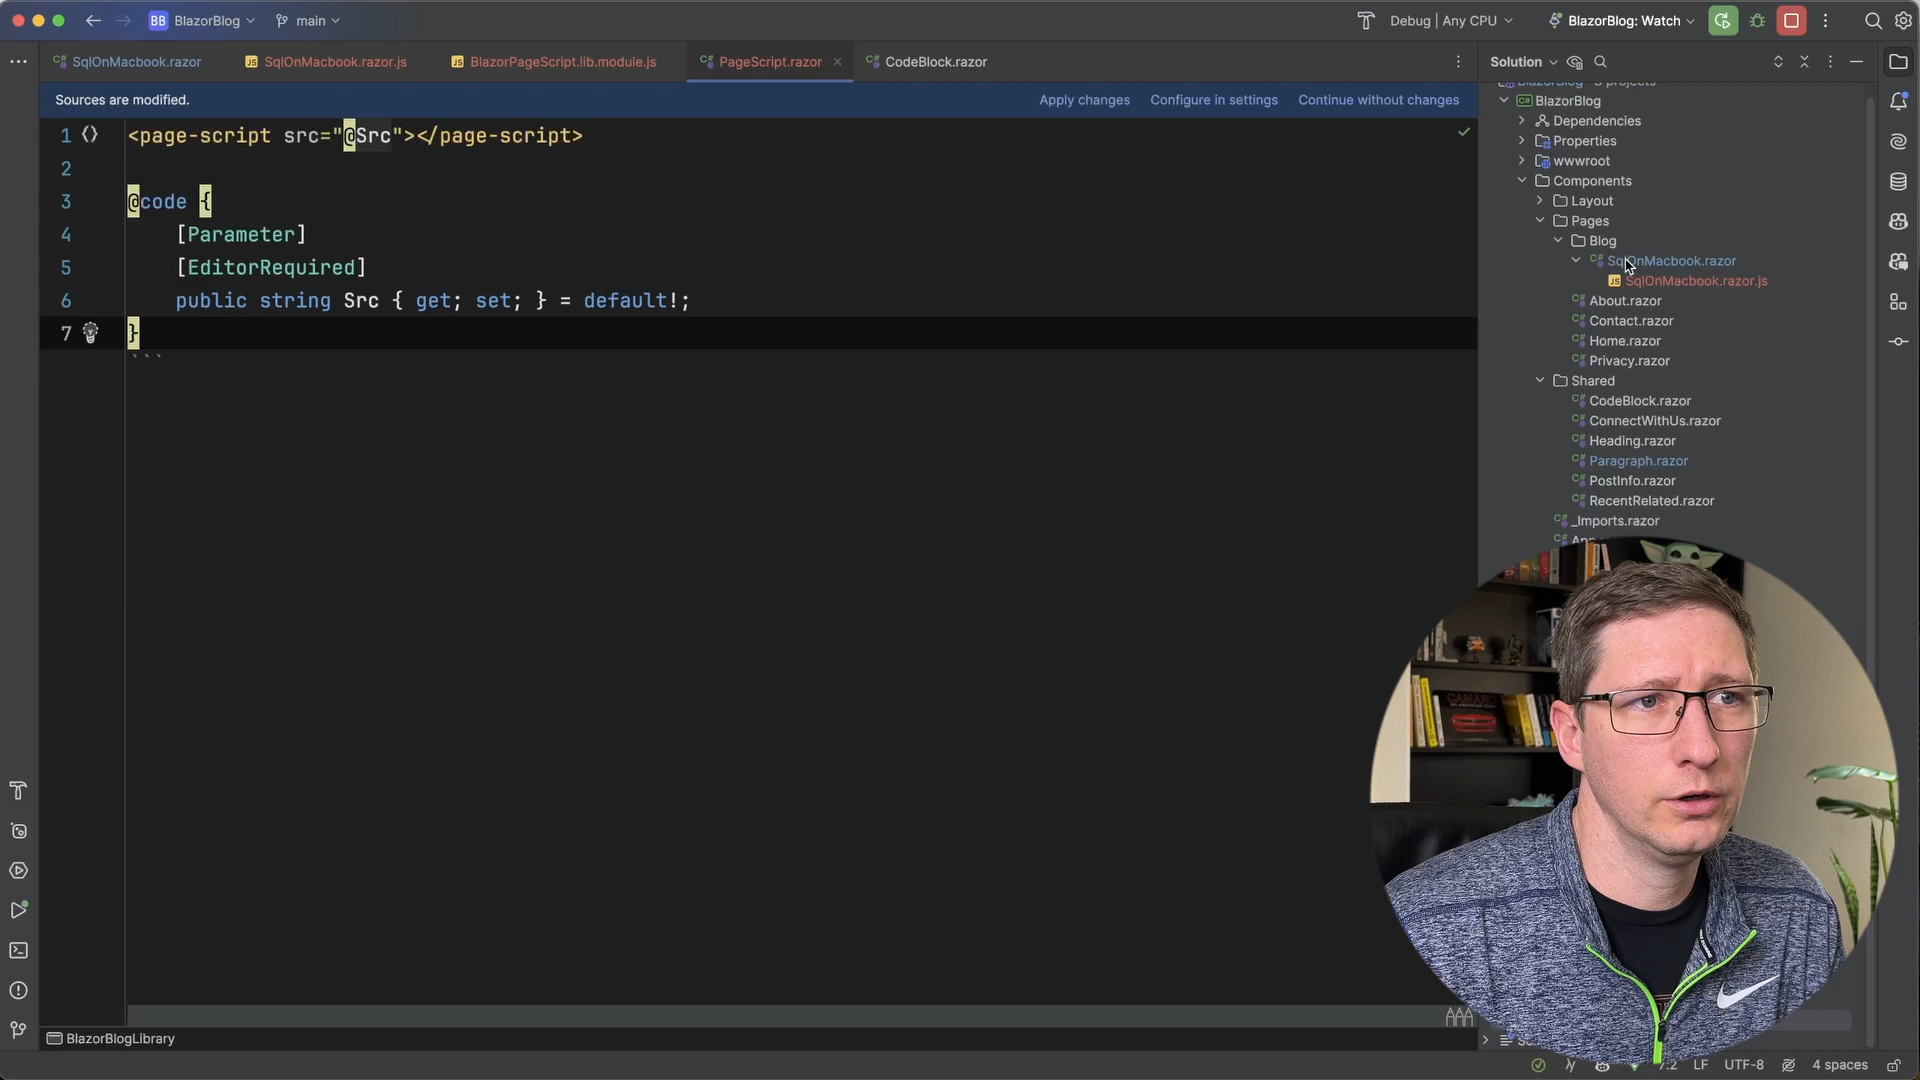 BB BlazorBlog main Debug | Any CPU BlazorBlog: Watch
SqlOnMacbook.razor SqlOnMacbook.razor.js BlazorPageScript.lib.module.js PageScript.razor CodeBlock.razor Solution
Sources are modified. Apply changes Configure in settings Continue without changes
1 <page-script src="@Src"></page-script>
2
3 @code {
4 [Parameter]
5 [EditorRequired]
6 public string Src { get; set; } = default!;
7 }
```
BlazorBlog
Dependencies
Properties
wwwroot
Components
Layout
Pages
Blog
SqlOnMacbook.razor
SqlOnMacbook.razor.js
About.razor
Contact.razor
Home.razor
Privacy.razor
Shared
CodeBlock.razor
ConnectWithUs.razor
Heading.razor
Paragraph.razor
PostInfo.razor
RecentRelated.razor
_Imports.razor
CAMARO
BlazorBlogLibrary
7:2 LF UTF-8 4 spaces